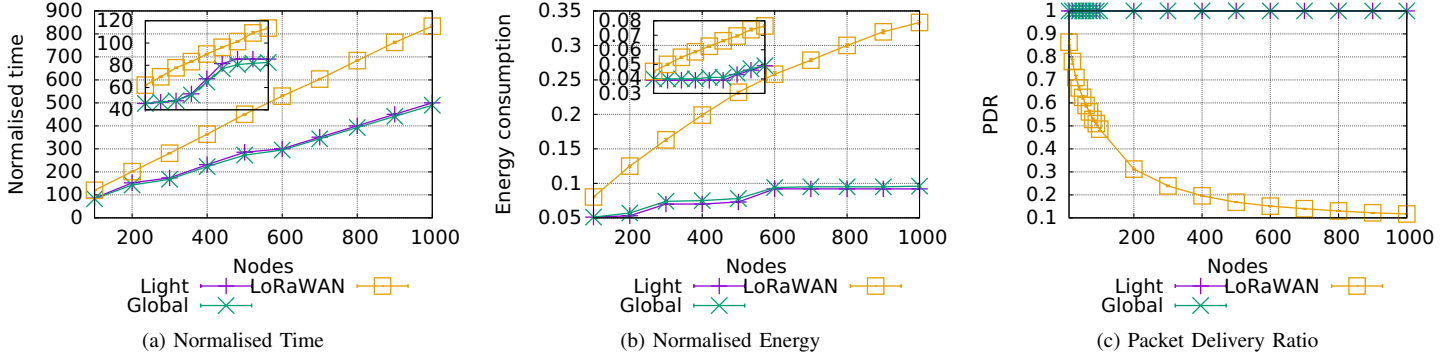 900
800
700
600
500
400
300
200
100
0
Normalised time
120
100
80
60
40
200 400 600 800 1000
Nodes
Light LoRaWAN
Global
(a) Normalised Time
0.35
0.3
0.25
0.2
0.15
0.1
0.05
Energy consumption
0.08
0.07
0.06
0.05
0.04
0.03
200 400 600 800 1000
Nodes
Light LoRaWAN
Global
(b) Normalised Energy
1
0.9
0.8
0.7
0.6
0.5
0.4
0.3
0.2
0.1
PDR
200 400 600 800 1000
Nodes
Light LoRaWAN
Global
(c) Packet Delivery Ratio